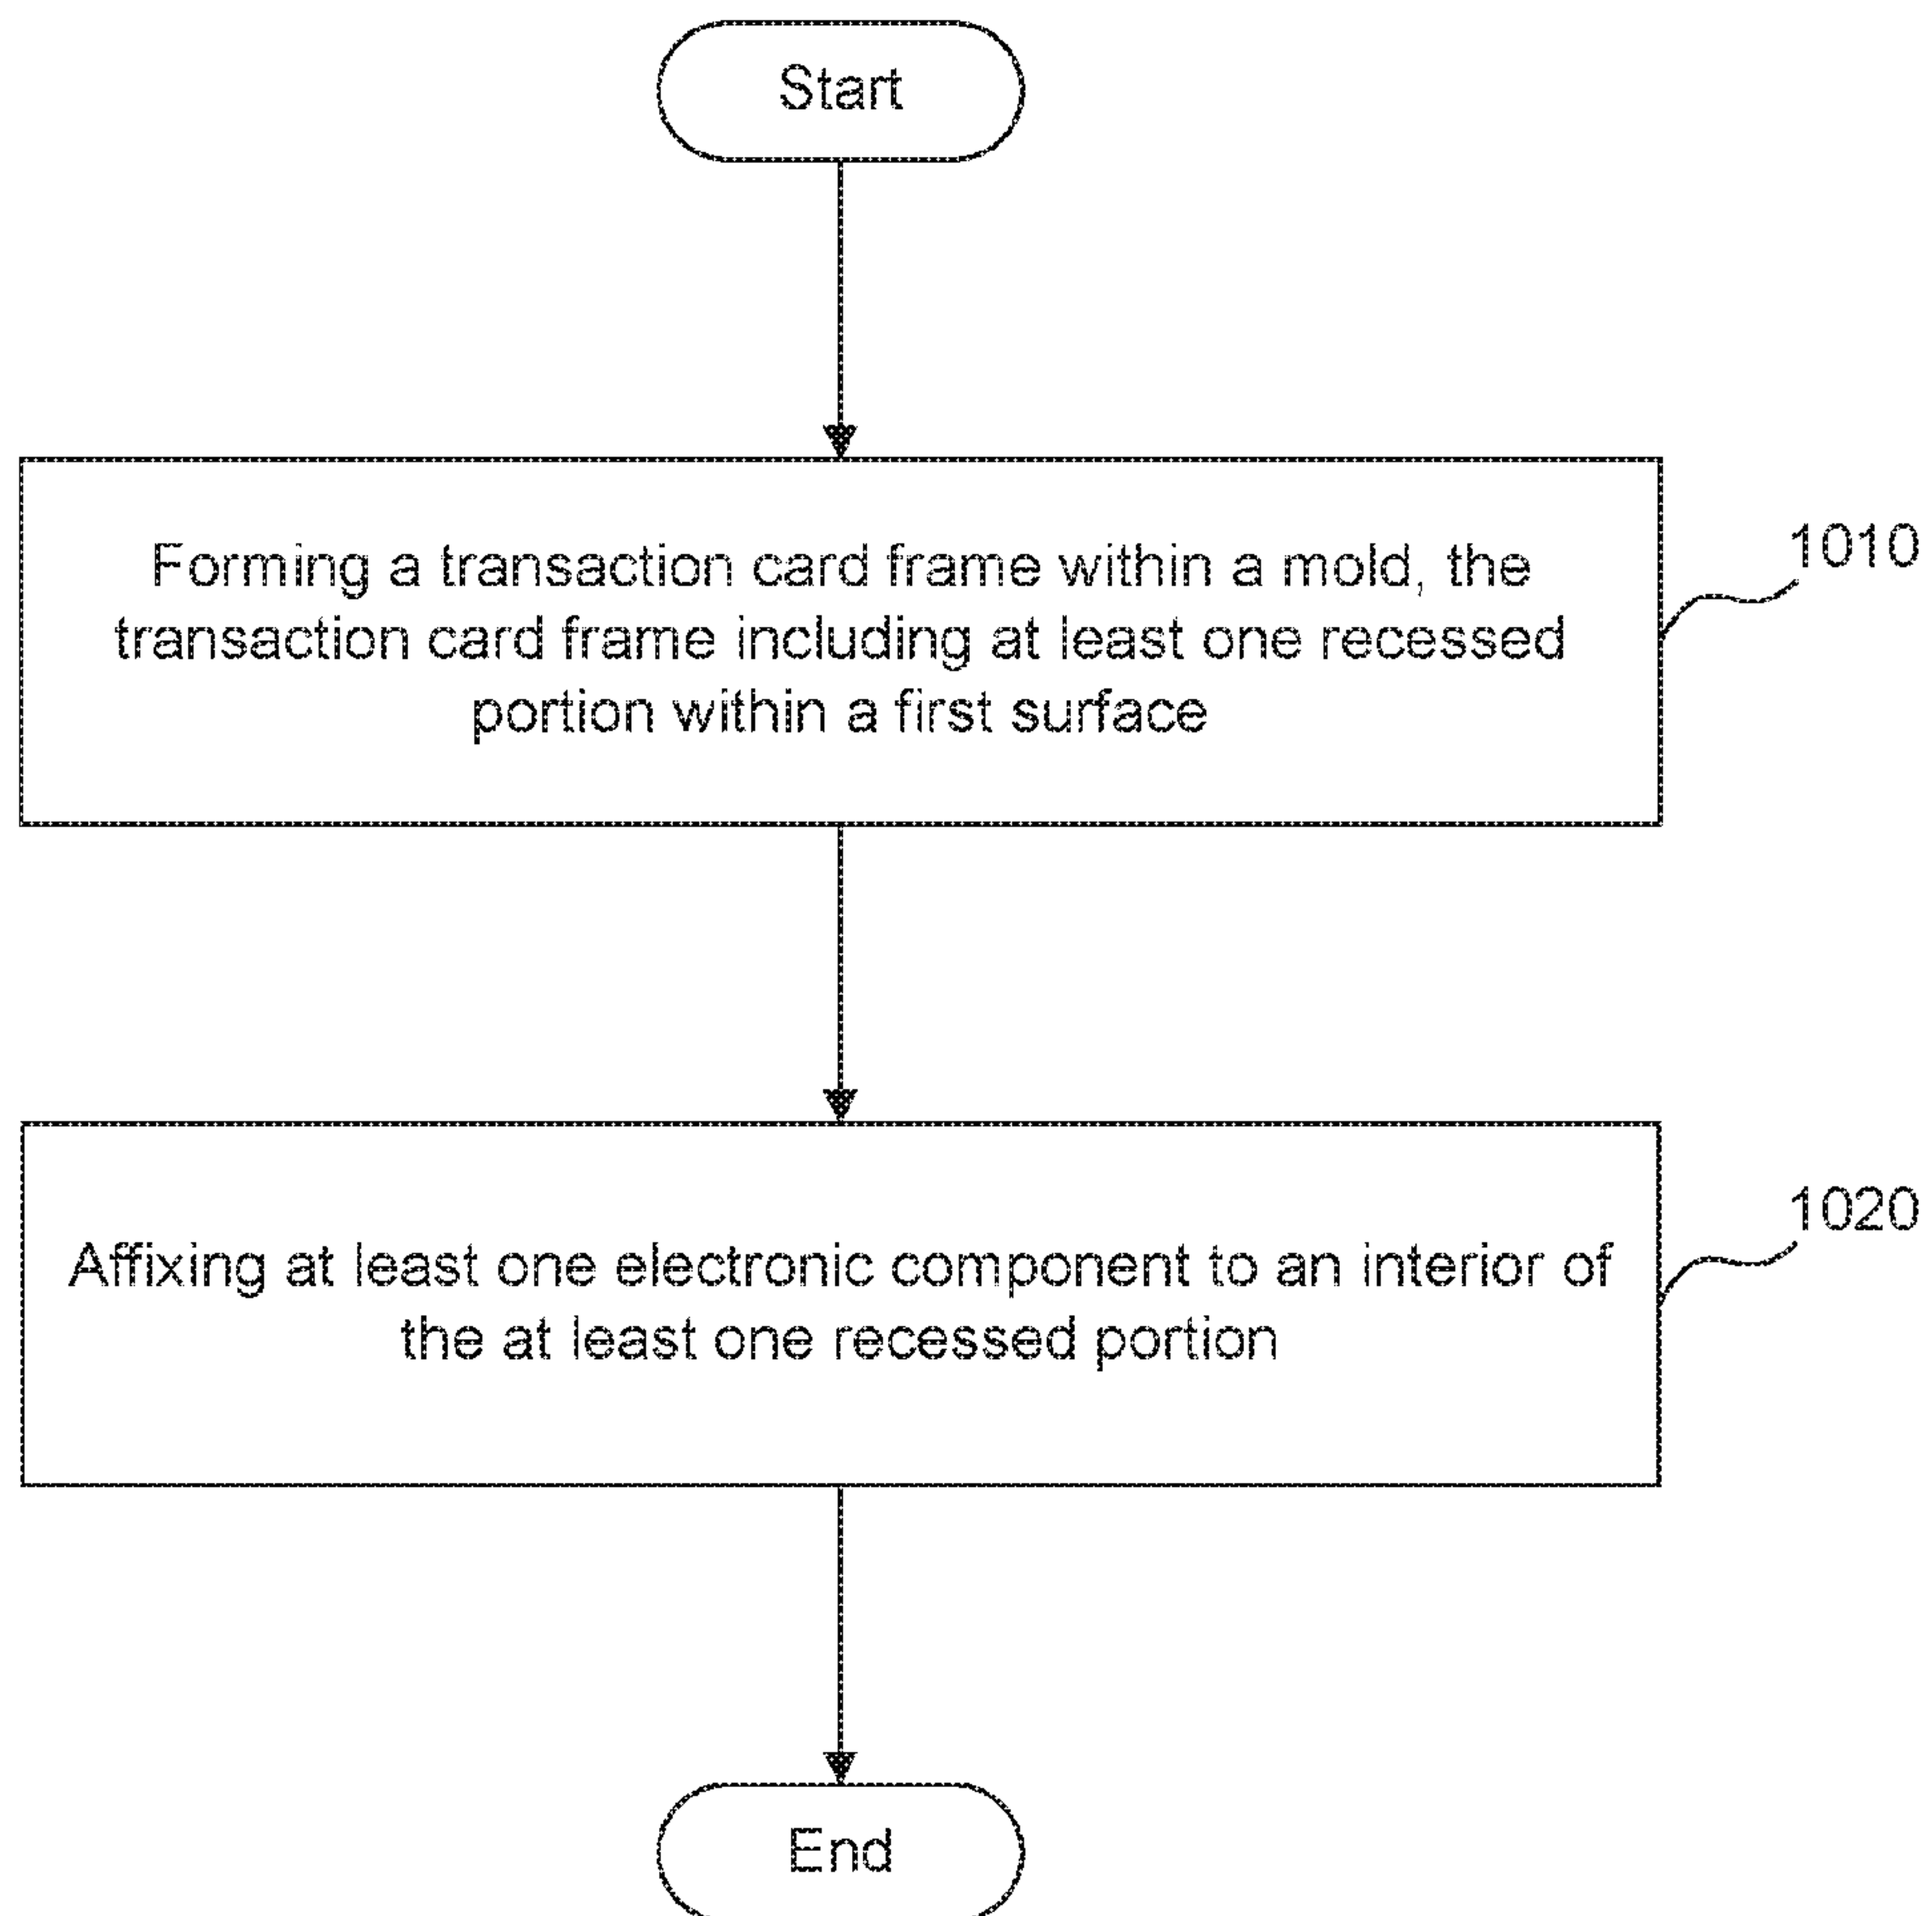 Start
Forming a transaction card frame within a mold, the
transaction card frame including at least one recessed
portion within a first surface
1010
Affixing at least one electronic component to an interior of
the at least one recessed portion
1020
End